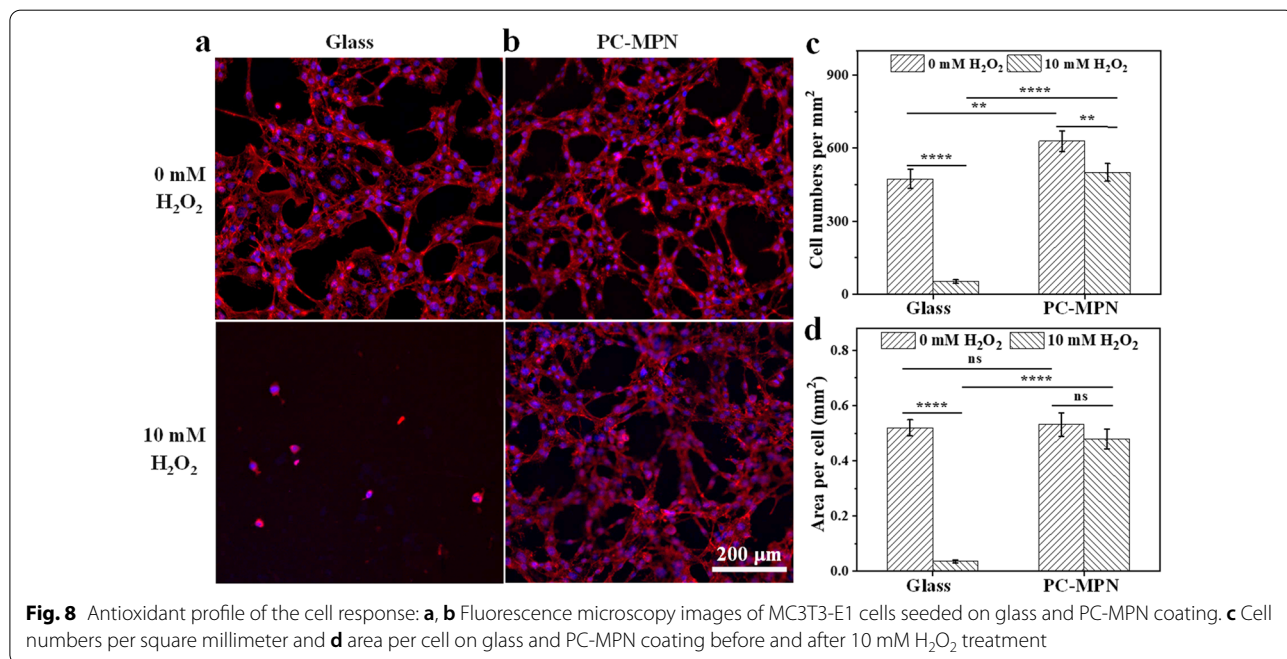 a
Glass
b
PC-MPN
0 mM
H₂O₂
10 mM
H₂O₂
200 µm
c
0 mM H₂O₂ 10 mM H₂O₂
****
**
**
****
900
600
300
0
Cell numbers per mm²
Glass PC-MPN
d
0 mM H₂O₂ 10 mM H₂O₂
ns
****
ns
****
0.8
0.6
0.4
0.2
0.0
Area per cell (mm²)
Glass PC-MPN
Fig. 8 Antioxidant profile of the cell response: a, b Fluorescence microscopy images of MC3T3-E1 cells seeded on glass and PC-MPN coating. c Cell
numbers per square millimeter and d area per cell on glass and PC-MPN coating before and after 10 mM H₂O₂ treatment